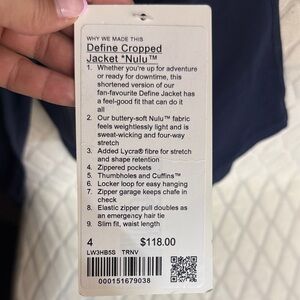 WHY WE MADE THIS
Define Cropped
Jacket *Nulu™
1. Whether you're up for adventure
or ready for downtime, this
shortened version of our
fan-favourite Define Jacket has
a feel-good fit that can do it
all
2. Our buttery-soft Nulu™ fabric
feels weightlessly light and is
sweat-wicking and four-way
stretch
3. Added Lycra® fibre for stretch
and shape retention
4. Zippered pockets
5. Thumbholes and Cuffins™
6. Locker loop for easy hanging
7. Zipper garage keeps chafe in
check
8. Elastic zipper pull doubles as
an emergency hair tie
9. Slim fit, waist length
4 $118.00
LW3HB5S TRNV
000151679038